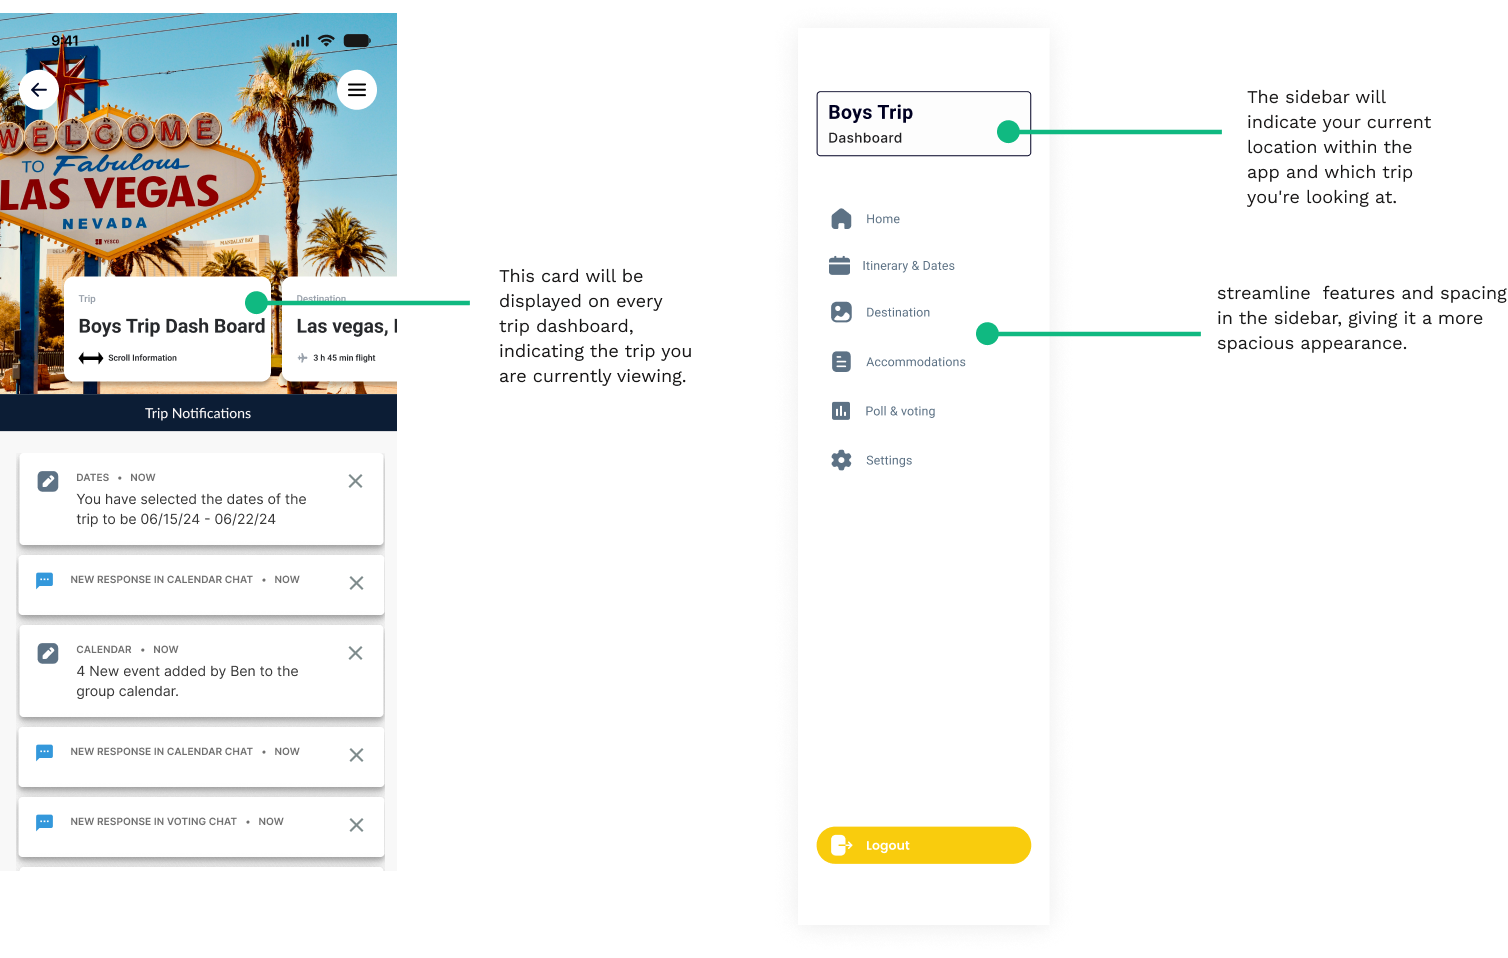 9:41
WELCOME
TO Fabulous
LAS VEGAS
NEVADA
YESCO
MANDALAY BAY
Trip
Boys Trip Dash Board
Scroll Information
Destination
Las vegas,
3 h 45 min flight
Trip Notifications
DATES • NOW
You have selected the dates of the
trip to be 06/15/24 - 06/22/24
NEW RESPONSE IN CALENDAR CHAT • NOW
CALENDAR • NOW
4 New event added by Ben to the
group calendar.
NEW RESPONSE IN CALENDAR CHAT • NOW
NEW RESPONSE IN VOTING CHAT • NOW
This card will be
displayed on every
trip dashboard,
indicating the trip you
are currently viewing.
Boys Trip
Dashboard
Home
Itinerary & Dates
Destination
Accommodations
Poll & voting
Settings
Logout
The sidebar will
indicate your current
location within the
app and which trip
you're looking at.
streamline features and spacing
in the sidebar, giving it a more
spacious appearance.